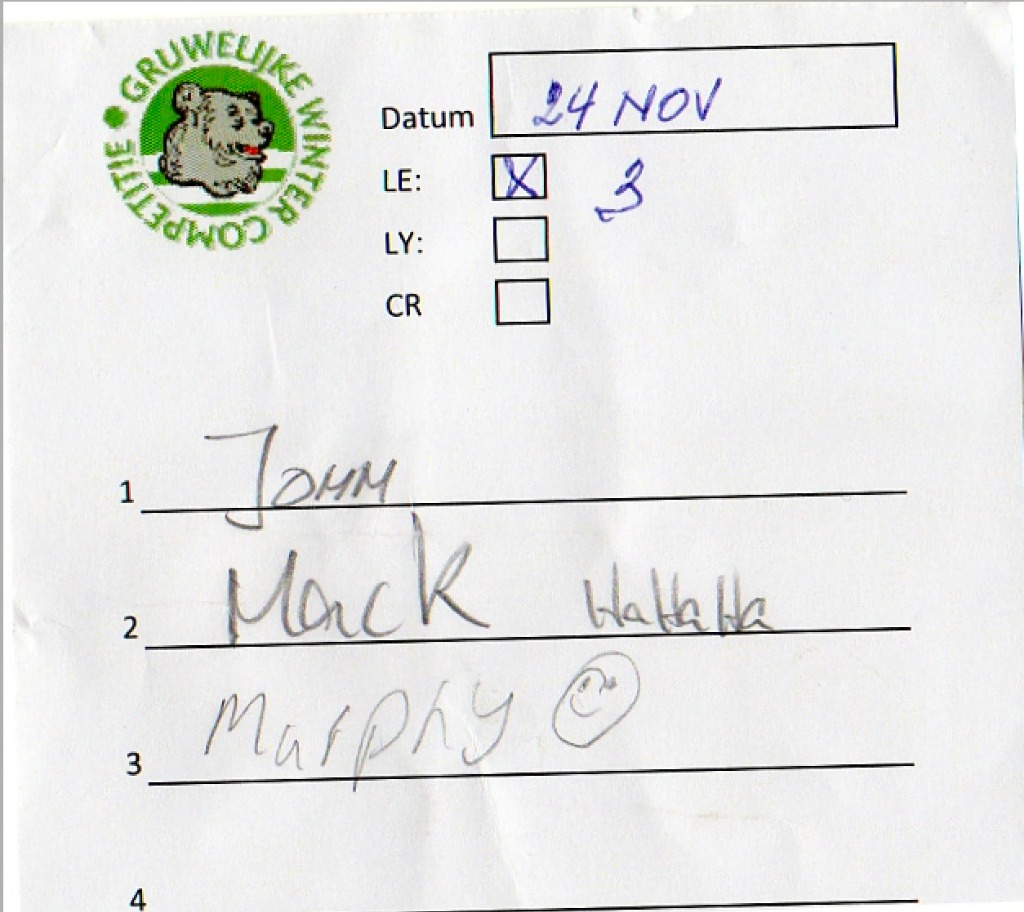 GRUWELIJKE WINTER COMPETITIE
Datum 24 NOV
LE: X 3
LY:
CR
1 JOHN
2 Mack HaHaHa
3 Murphy
4